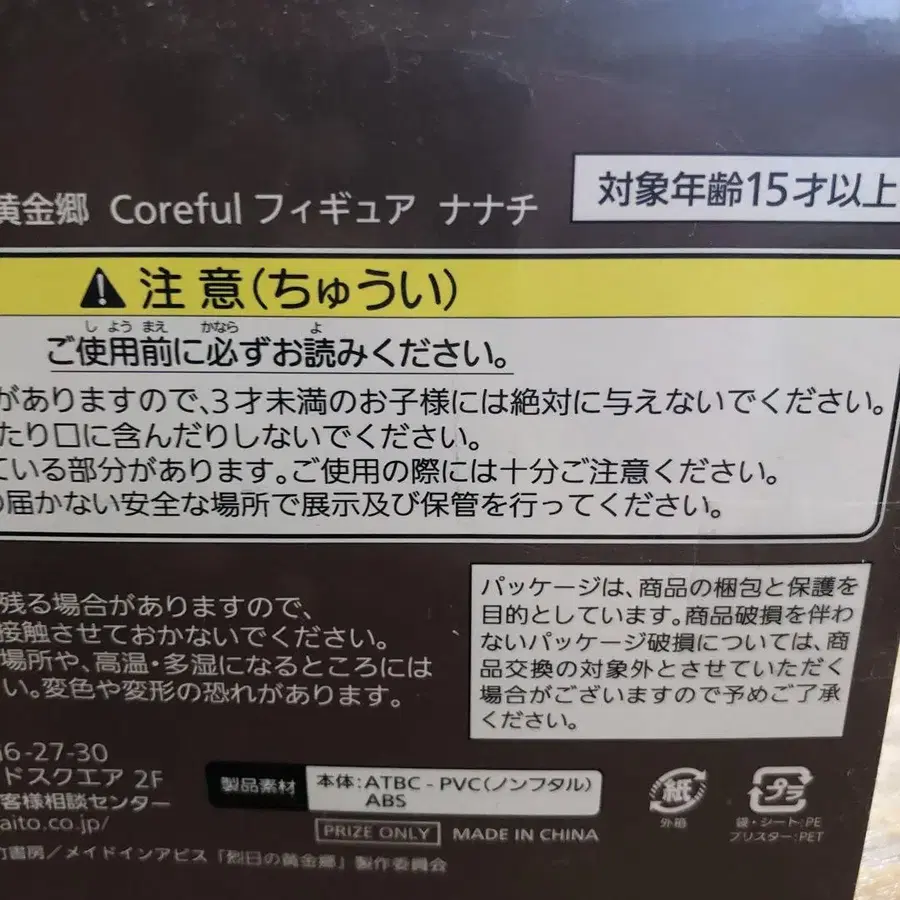 黄金郷 Coreful フィギュア ナナチ
対象年齢15才以上
注意(ちゅうい)
しようまえ かなら よ
ご使用前に必ずお読みください。
がありますので、3才未満のお子様には絶対に与えないでください。
たり口に含んだりしないでください。
ている部分があります。ご使用の際には十分ご注意ください。
の届かない安全な場所で展示及び保管を行ってください。
残る場合がありますので、
接触させておかないでください。
場所や、高温・多湿になるところには
い。変色や変形の恐れがあります。
パッケージは、商品の梱包と保護を
目的としています。商品破損を伴わ
ないパッケージ破損については、商
品交換の対象外とさせていただく
場合がございますので予めご了承
ください。
6-27-30
ドスクエア 2F
客様相談センター
aito.co.jp/
製品素材
本体:ATBC-PVC(ノンフタル)
ABS
PRIZE ONLY MADE IN CHINA
紙
外箱
プラ
袋・シート:PE
ブリスター:PET
書房/メイドインアビス「烈日の黄金郷」製作委員会